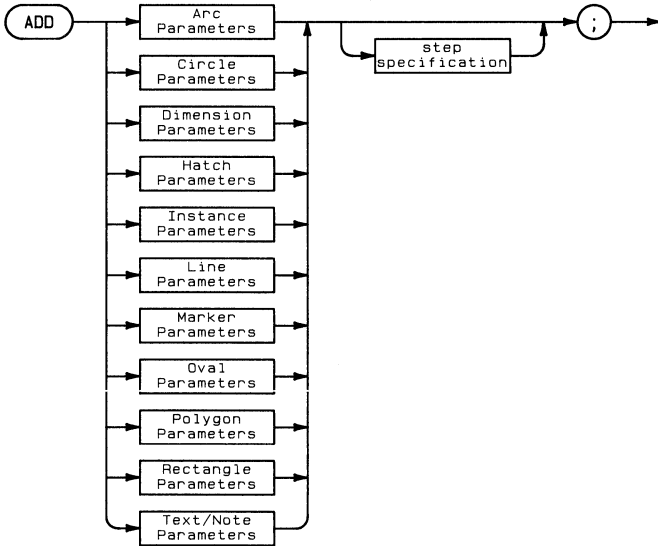 ADD
Arc
Parameters
step
specification
;
Circle
Parameters
Dimension
Parameters
Hatch
Parameters
Instance
Parameters
Line
Parameters
Marker
Parameters
Oval
Parameters
Polygon
Parameters
Rectangle
Parameters
Text/Note
Parameters